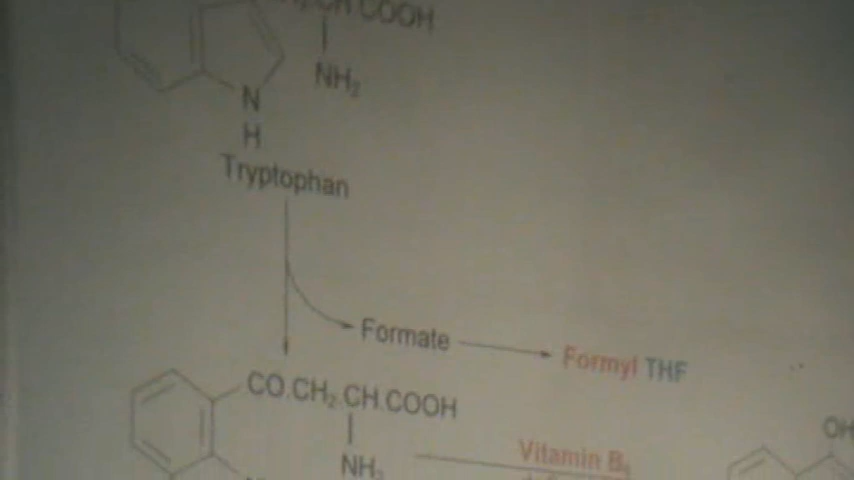 COOH
NH₂
N
H
Tryptophan
Formate
Formyl THF
CO.CH₂.CH.COOH
OH
NH₂
Vitamin B₆